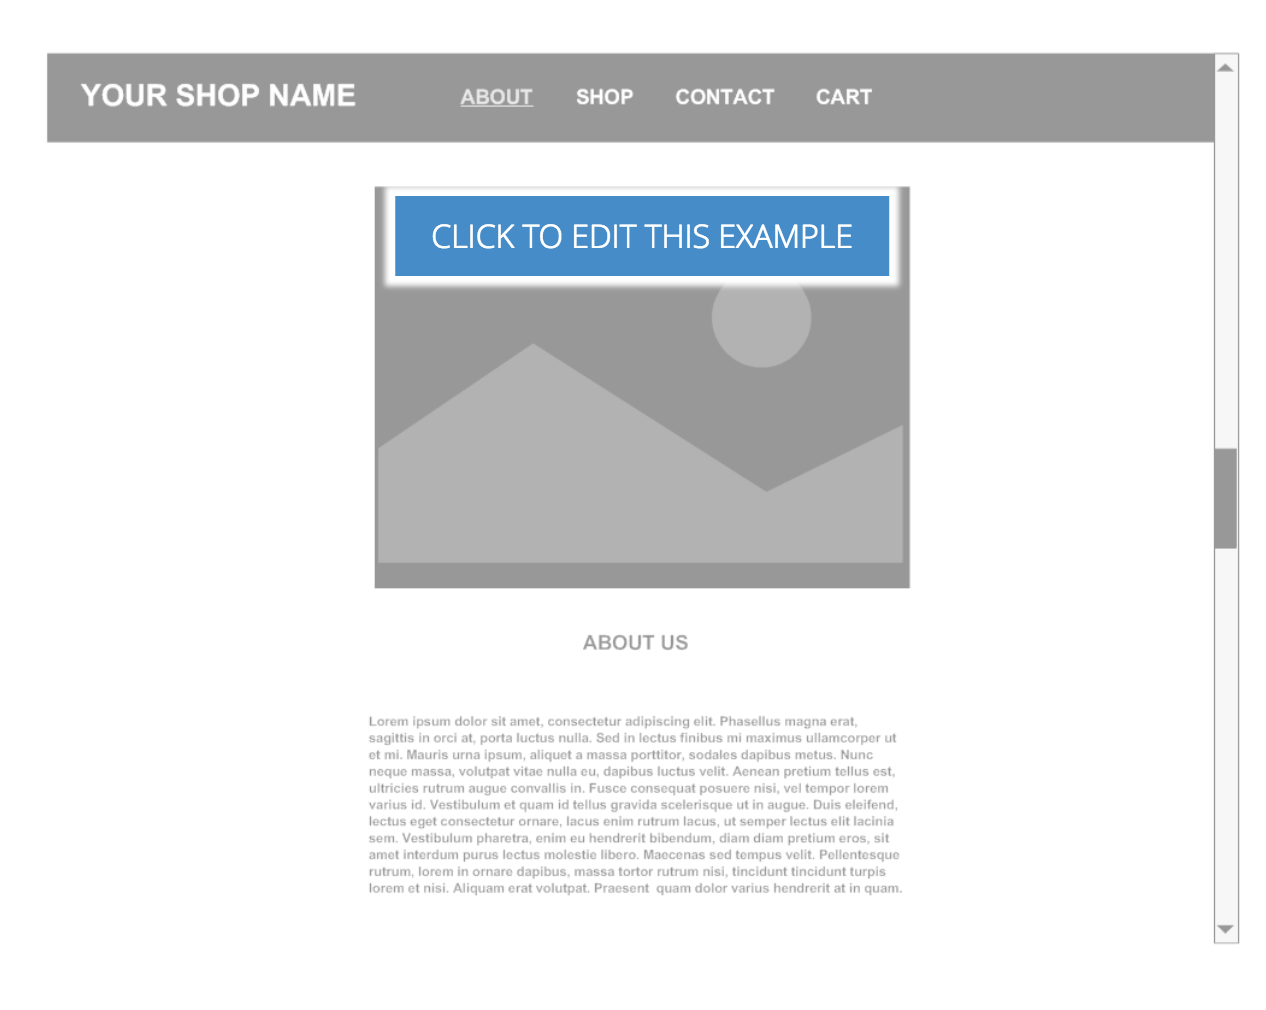 YOUR SHOP NAME ABOUT SHOP CONTACT CART
CLICK TO EDIT THIS EXAMPLE
ABOUT US
Lorem ipsum dolor sit amet, consectetur adipiscing elit. Phasellus magna erat,
sagittis in orci at, porta luctus nulla. Sed in lectus finibus mi maximus ullamcorper ut
et mi. Mauris urna ipsum, aliquet a massa porttitor, sodales dapibus metus. Nunc
neque massa, volutpat vitae nulla eu, dapibus luctus velit. Aenean pretium tellus est,
ultricies rutrum augue convallis in. Fusce consequat posuere nisi, vel tempor lorem
varius id. Vestibulum et quam id tellus gravida scelerisque ut in augue. Duis eleifend,
lectus eget consectetur ornare, lacus enim rutrum lacus, ut semper lectus elit lacinia
sem. Vestibulum pharetra, enim eu hendrerit bibendum, diam diam pretium eros, sit
amet interdum purus lectus molestie libero. Maecenas sed tempus velit. Pellentesque
rutrum, lorem in ornare dapibus, massa tortor rutrum nisi, tincidunt tincidunt turpis
lorem et nisi. Aliquam erat volutpat. Praesent quam dolor varius hendrerit at in quam.